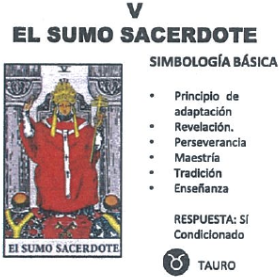 V
EL SUMO SACERDOTE
SIMBOLOGÍA BÁSICA
• Principio de
adaptación
• Revelación.
• Perseverancia
• Maestría
• Tradición
• Enseñanza
RESPUESTA: SÍ
Condicionado
TAURO
EL SUMO SACERDOTE